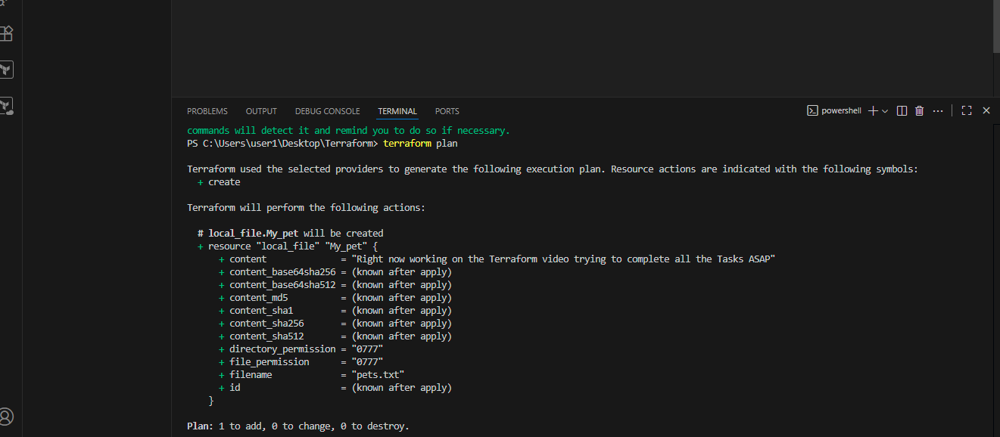 PROBLEMS OUTPUT DEBUG CONSOLE TERMINAL PORTS powershell
commands will detect it and remind you to do so if necessary.
PS C:\Users\user1\Desktop\Terraform> terraform plan
Terraform used the selected providers to generate the following execution plan. Resource actions are indicated with the following symbols:
+ create
Terraform will perform the following actions:
# local_file.My_pet will be created
+ resource "local_file" "My_pet" {
+ content = "Right now working on the Terraform video trying to complete all the Tasks ASAP"
+ content_base64sha256 = (known after apply)
+ content_base64sha512 = (known after apply)
+ content_md5 = (known after apply)
+ content_sha1 = (known after apply)
+ content_sha256 = (known after apply)
+ content_sha512 = (known after apply)
+ directory_permission = "0777"
+ file_permission = "0777"
+ filename = "pets.txt"
+ id = (known after apply)
}
Plan: 1 to add, 0 to change, 0 to destroy.